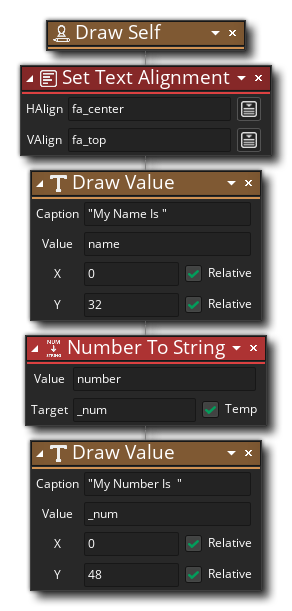 Draw Self
Set Text Alignment
HAlign fa_center
VAlign fa_top
Draw Value
Caption "My Name Is "
Value name
X 0 Relative
Y 32 Relative
NUM STRING Number To String
Value number
Target _num Temp
Draw Value
Caption "My Number Is  "
Value _num
X 0 Relative
Y 48 Relative